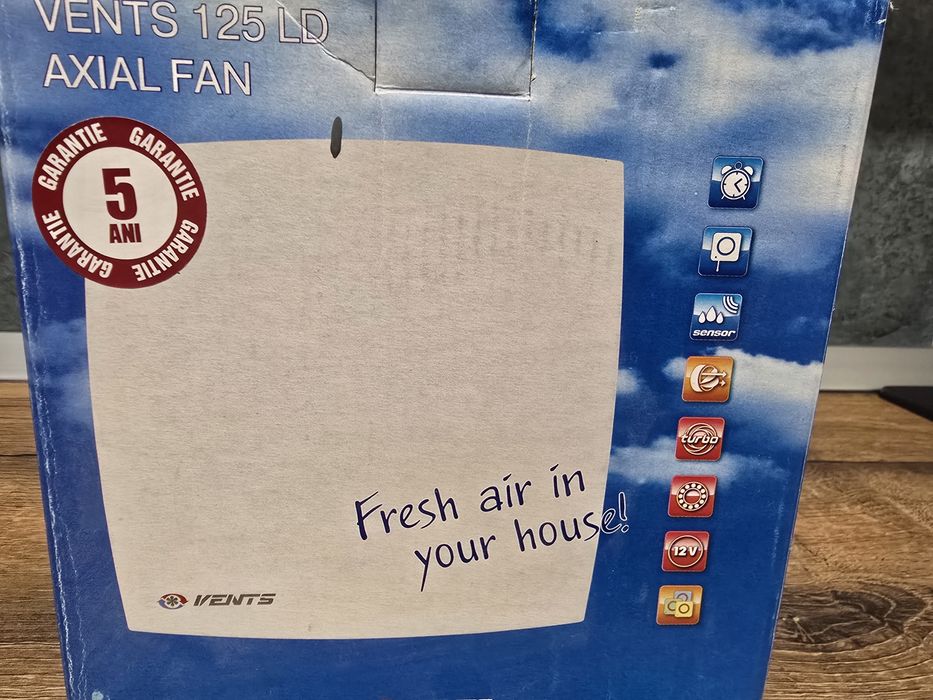 VENTS 125 LD
AXIAL FAN
GARANTIE GARANTIE GARANTIE GARANTIE
5
ANI
sensor
turbo
12V
Fresh air in
your house!
VENTS